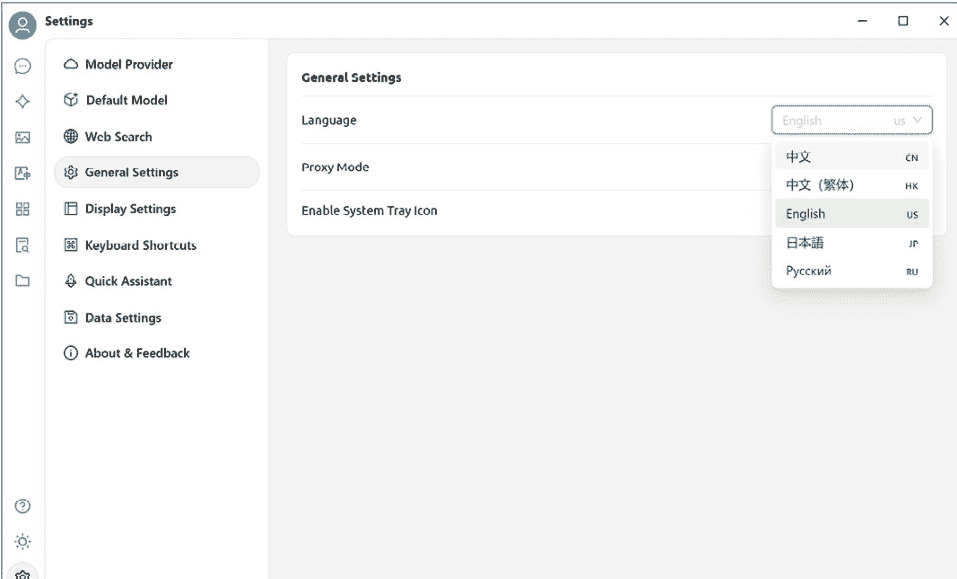 Settings
Model Provider
Default Model
Web Search
General Settings
Display Settings
Keyboard Shortcuts
Quick Assistant
Data Settings
About & Feedback
General Settings
Language
English us
中文 CN
中文（繁体） HK
English US
日本語 JP
Русский RU
Proxy Mode
Enable System Tray Icon